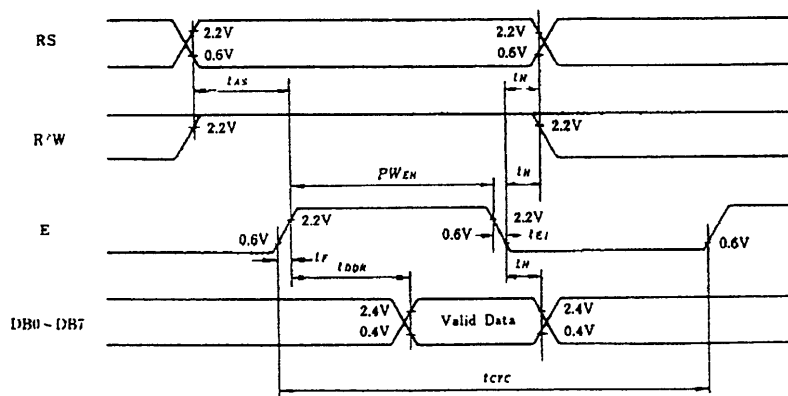 RS
2.2V
0.6V
2.2V
0.6V
tAS
tH
R/W
2.2V
2.2V
PWEH
tH
E
0.6V
2.2V
0.6V
2.2V
tEf
0.6V
tF
tDDR
tH
DB0~DB7
2.4V
0.4V
Valid Data
2.4V
0.4V
tCYC